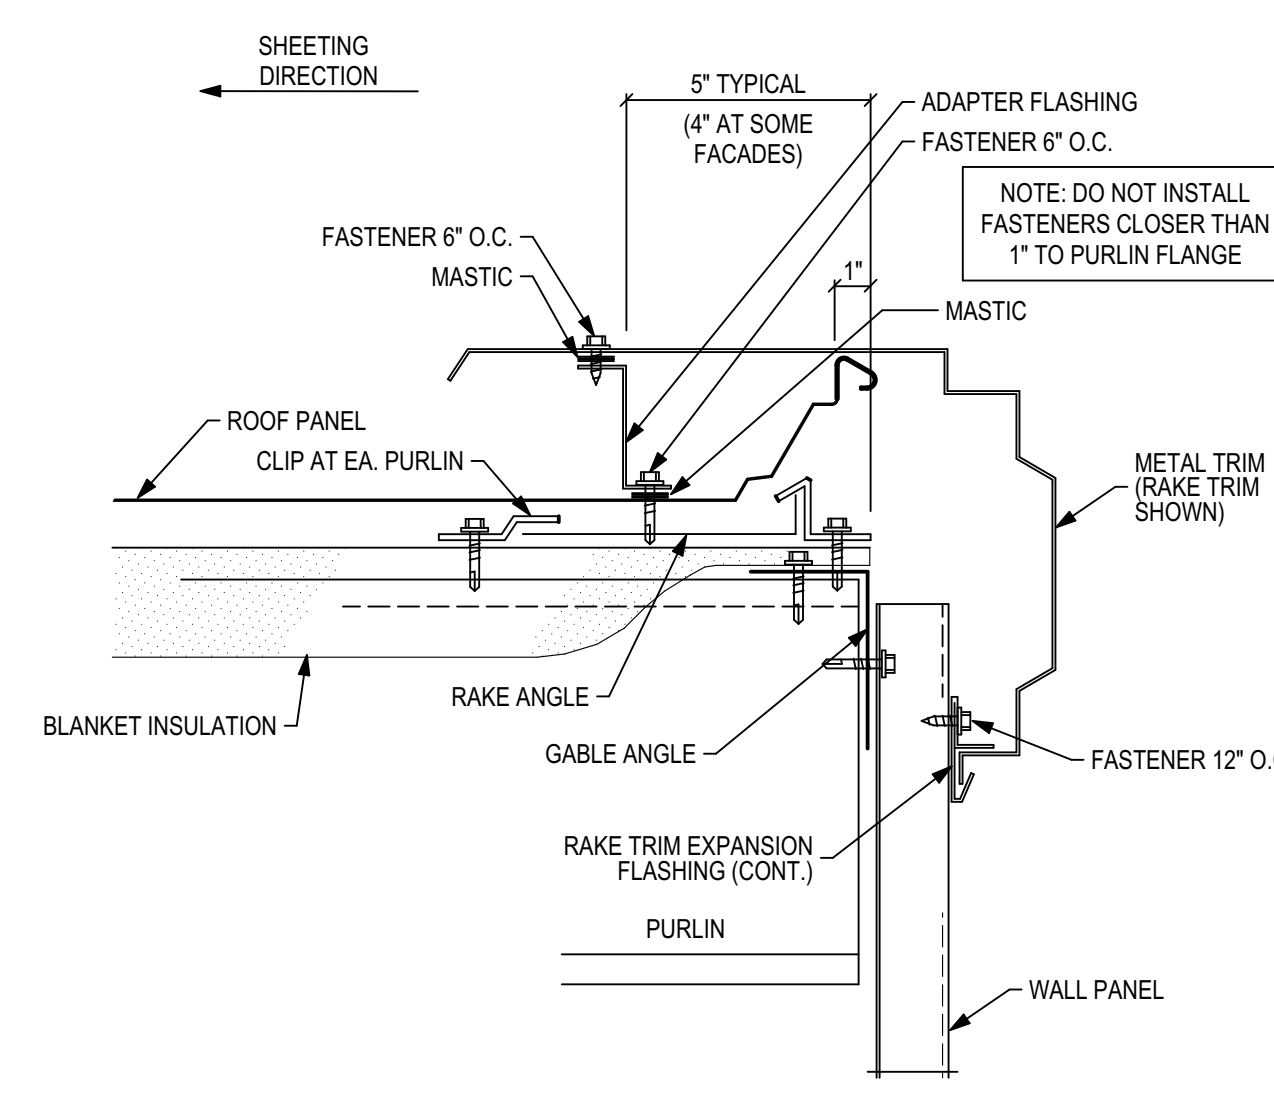 SHEETING
DIRECTION
5" TYPICAL
(4" AT SOME
FACADES)
ADAPTER FLASHING
FASTENER 6" O.C.
NOTE: DO NOT INSTALL
FASTENERS CLOSER THAN
1" TO PURLIN FLANGE
FASTENER 6" O.C.
MASTIC
1"
MASTIC
ROOF PANEL
CLIP AT EA. PURLIN
METAL TRIM
(RAKE TRIM
SHOWN)
RAKE ANGLE
BLANKET INSULATION
GABLE ANGLE
FASTENER 12" O.
RAKE TRIM EXPANSION
FLASHING (CONT.)
PURLIN
WALL PANEL